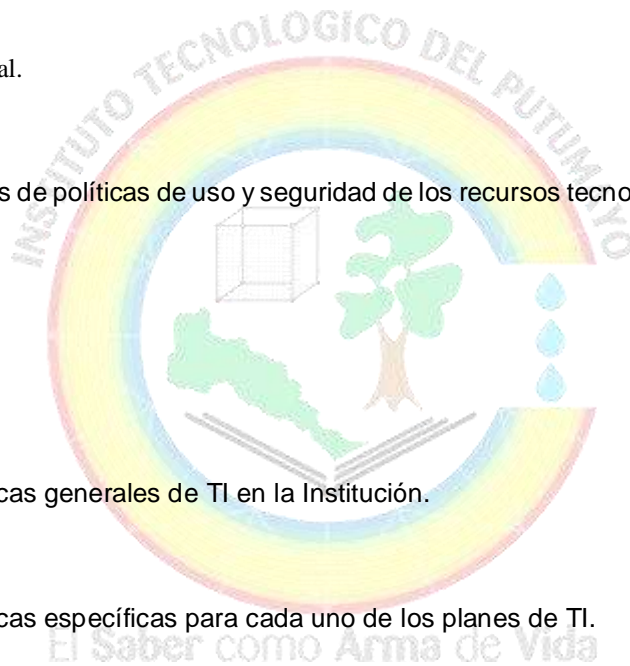 al.
INSTITUTO TECNOLOGICO DEL PUTUMAYO
s de políticas de uso y seguridad de los recursos tecno
cas generales de TI en la Institución.
cas específicas para cada uno de los planes de TI.
El Saber como Arma de Vida